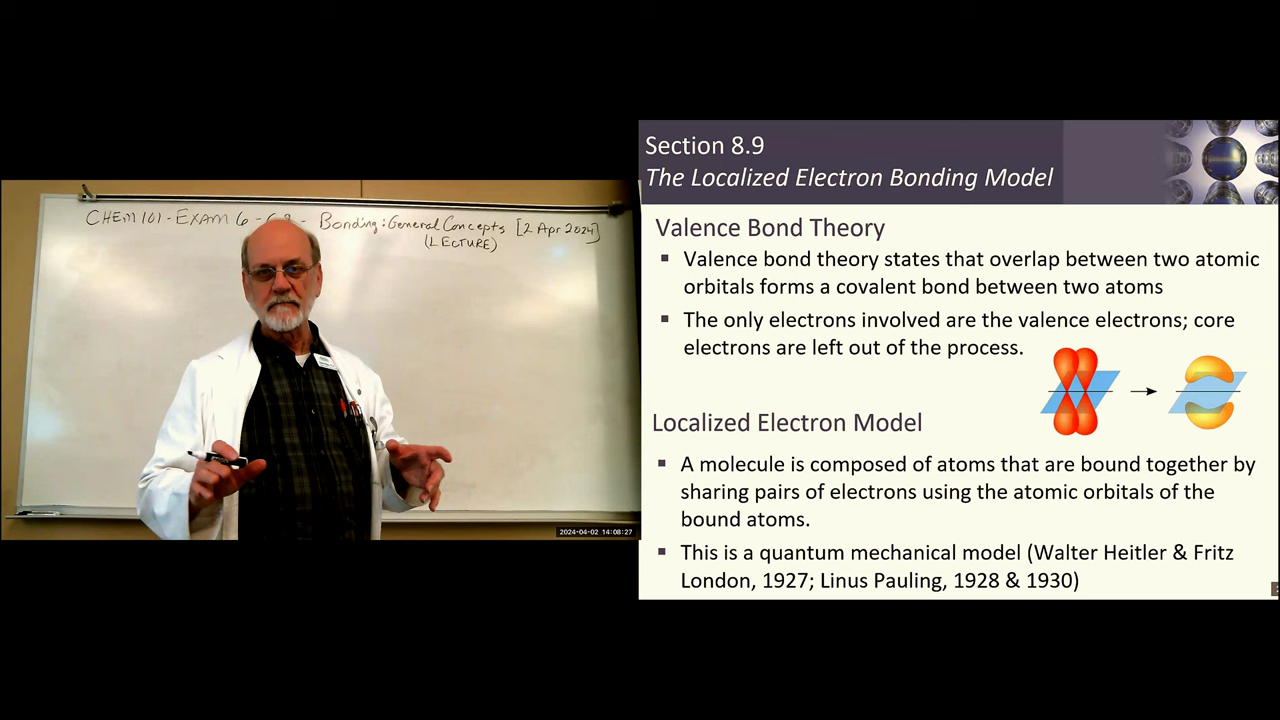 CHEM 101 - EXAM 6 - - Bonding: General Concepts [2 Apr 2024]
(LECTURE)
2024-04-02 14:08:27
Section 8.9
The Localized Electron Bonding Model
Valence Bond Theory
▪ Valence bond theory states that overlap between two atomic
orbitals forms a covalent bond between two atoms
▪ The only electrons involved are the valence electrons; core
electrons are left out of the process.
Localized Electron Model
▪ A molecule is composed of atoms that are bound together by
sharing pairs of electrons using the atomic orbitals of the
bound atoms.
▪ This is a quantum mechanical model (Walter Heitler & Fritz
London, 1927; Linus Pauling, 1928 & 1930)